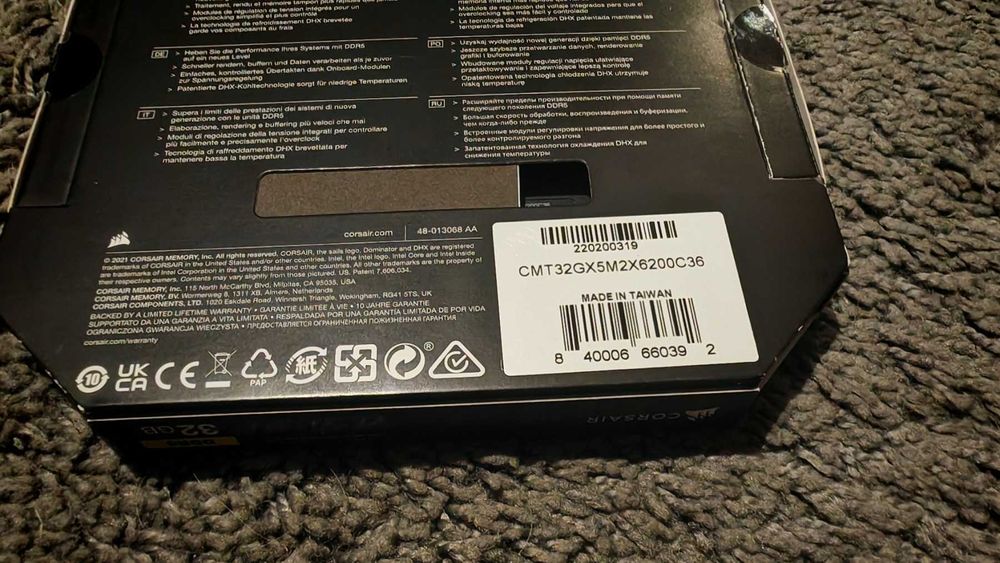 > Traitement, rendu et mémoire tampon plus rapides que
> Modules de régulation de tension intégrés pour un
overclocking simplifié et plus contrôlé
> La technologie de refroidissement DHX brevetée
garde vos composants au frais
DE > Heben Sie die Performance Ihres Systems mit DDR5
auf ein neues Level
> Schneller rendern, buffern und Daten verarbeiten als je zuvor
> Einfaches, kontrolliertes Übertakten dank Onboard-Modulen
zur Spannungsregelung
> Patentierte DHX-Kühltechnologie sorgt für niedrige Temperaturen
IT > Supera i limiti delle prestazioni dei sistemi di nuova
generazione con le unità DDR5
> Elaborazione, rendering e buffering più veloci che mai
> Moduli di regolazione della tensione integrati per controllare
più facilmente e precisamente l'overclock
> Tecnologia di raffreddamento DHX brevettata per
mantenere bassa la temperatura
> Módulos de regulación del voltaje integrados para que el
overclocking sea más fácil y controlado
> La tecnología de refrigeración DHX patentada mantiene las
temperaturas bajas
PO > Uzyskaj wydajność nowej generacji dzięki pamięci DDR5
> Jeszcze szybsze przetwarzanie danych, renderowanie
grafiki i buforowanie
> Wbudowane moduły regulacji napięcia ułatwiające
przetaktowywanie i zapewniające lepszą kontrolę
> Opatentowana technologia chłodzenia DHX utrzymuje
niską temperaturę
RU > Расширяйте пределы производительности при помощи памяти
следующего поколения DDR5
> Большая скорость обработки, воспроизведения и буферизации,
чем когда-либо прежде
> Встроенные модули регулировки напряжения для более простого и
более контролируемого разгона
> Запатентованная технология охлаждения DHX для
снижения температуры
corsair.com | 48-013068 AA
© 2021 CORSAIR MEMORY, Inc. All rights reserved. CORSAIR, the sails logo, Dominator and DHX are registered
trademarks of CORSAIR in the United States and/or other countries. Intel, the Intel logo, Intel Core and Intel Inside
are trademarks of Intel Corporation in the United States and other countries. All other trademarks are the property of
their respective owners. Contents may vary slightly from those pictured. US. Patent 7,606,034.
CORSAIR MEMORY, Inc. 115 North McCarthy Blvd, Milpitas, CA 95035, USA
CORSAIR MEMORY, BV. Wormerweg 8, 1311 XB, Almere, Netherlands
CORSAIR COMPONENTS, LTD. 1020 Eskdale Road, Winnersh Triangle, Wokingham, RG41 5TS, UK
BACKED BY A LIMITED LIFETIME WARRANTY • GARANTIE LIMITÉE À VIE • 10 JAHRE GARANTIE
SUPPORTATO DA UNA GARANZIA A VITA LIMITATA • RESPALDADA POR UNA GARANTÍA LIMITADA DE POR VIDA
OGRANICZONA GWARANCJA WIECZYSTA • ПРЕДОСТАВЛЯЕТСЯ ОГРАНИЧЕННАЯ ПОЖИЗНЕННАЯ ГАРАНТИЯ
corsair.com/warranty
10 UK
CA CE PAP 紙 ®
220200319
CMT32GX5M2X6200C36
MADE IN TAIWAN
8 40006 66039 2
CORSAIR
32GB
DDR5